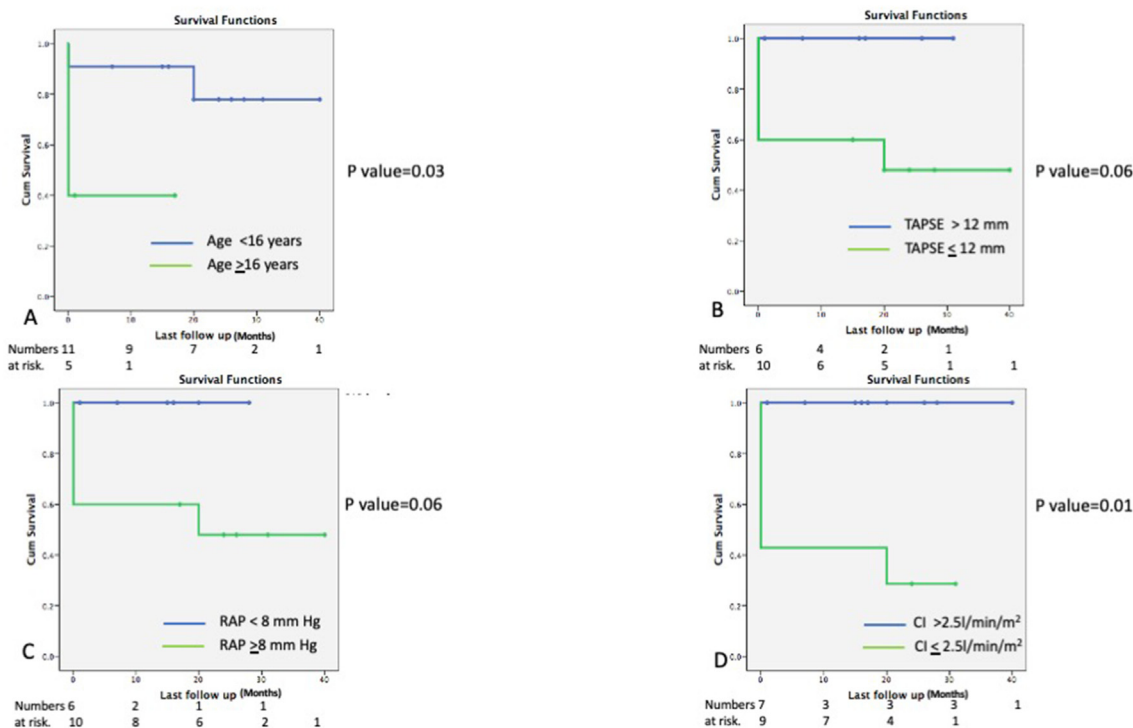 Survival Functions
Cum Survival
1.0
0.8
0.6
0.4
0.2
0.0
Age <16 years
Age ≥16 years
P value=0.03
A
0 10 20 30 40
Last follow up (Months)
Numbers 11 9 7 2 1
at risk. 5 1
Survival Functions
Cum Survival
1.0
0.8
0.6
0.4
0.2
0.0
TAPSE > 12 mm
TAPSE ≤ 12 mm
P value=0.06
B
0 10 20 30 40
Last follow up (Months)
Numbers 6 4 2 1
at risk. 10 6 5 1 1
Survival Functions
Cum Survival
1.0
0.8
0.6
0.4
0.2
0.0
RAP < 8 mm Hg
RAP ≥8 mm Hg
P value=0.06
C
0 10 20 30 40
Last follow up (Months)
Numbers 6 2 1 1
at risk. 10 8 6 2 1
Survival Functions
Cum Survival
1.0
0.8
0.6
0.4
0.2
0.0
CI >2.5l/min/m²
CI ≤ 2.5l/min/m²
P value=0.01
D
0 10 20 30 40
Last follow up (Months)
Numbers 7 3 3 3 1
at risk. 9 7 4 1